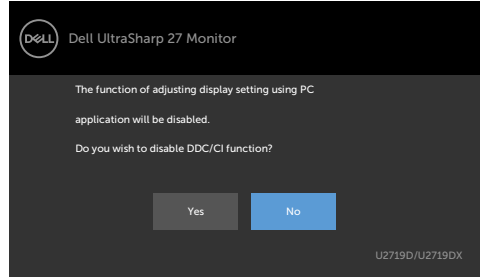 DELL
Dell UltraSharp 27 Monitor
The function of adjusting display setting using PC
application will be disabled.
Do you wish to disable DDC/CI function?
Yes
No
U2719D/U2719DX